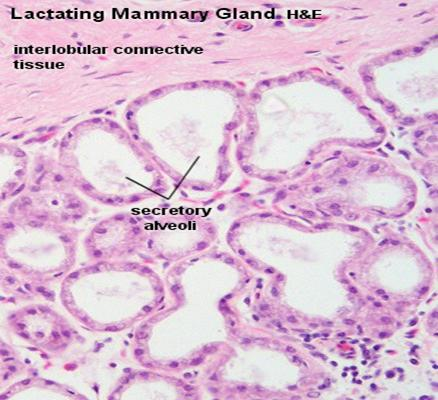 Lactating Mammary Gland H&E
interlobular connective
tissue
secretory
alveoli